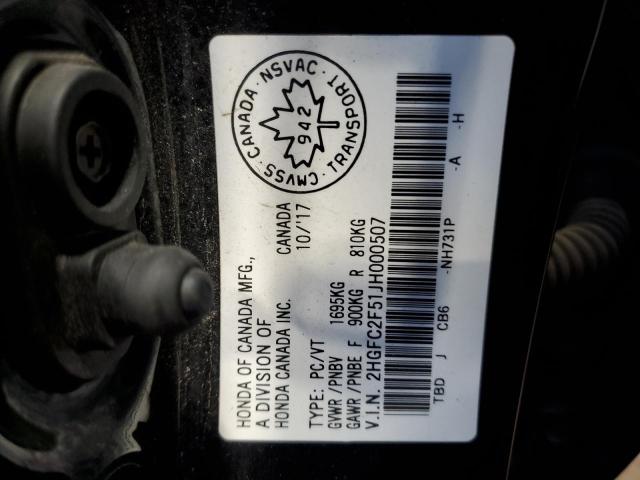 HONDA OF CANADA MFG.,
A DIVISION OF
HONDA CANADA INC.
CANADA
10/'17
TYPE: PC/VT
GVWR /PNBV 1695KG
GAWR /PNBE F 900KG R 810KG
V.I.N. 2HGFC2F51JH000507
TBD J CB6 -NH731P -A -H
CMVSS · CANADA · NSVAC · TRANSPORT ·
942